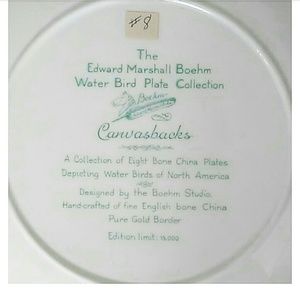 #8
The
Edward Marshall Boehm
Water Bird Plate Collection
Boehm
Canvasbacks
A Collection of Eight Bone China Plates
Depicting Water Birds of North America
Designed by the Boehm Studio.
Hand-crafted of fine English bone China
Pure Gold Border
Edition limit: 15,000